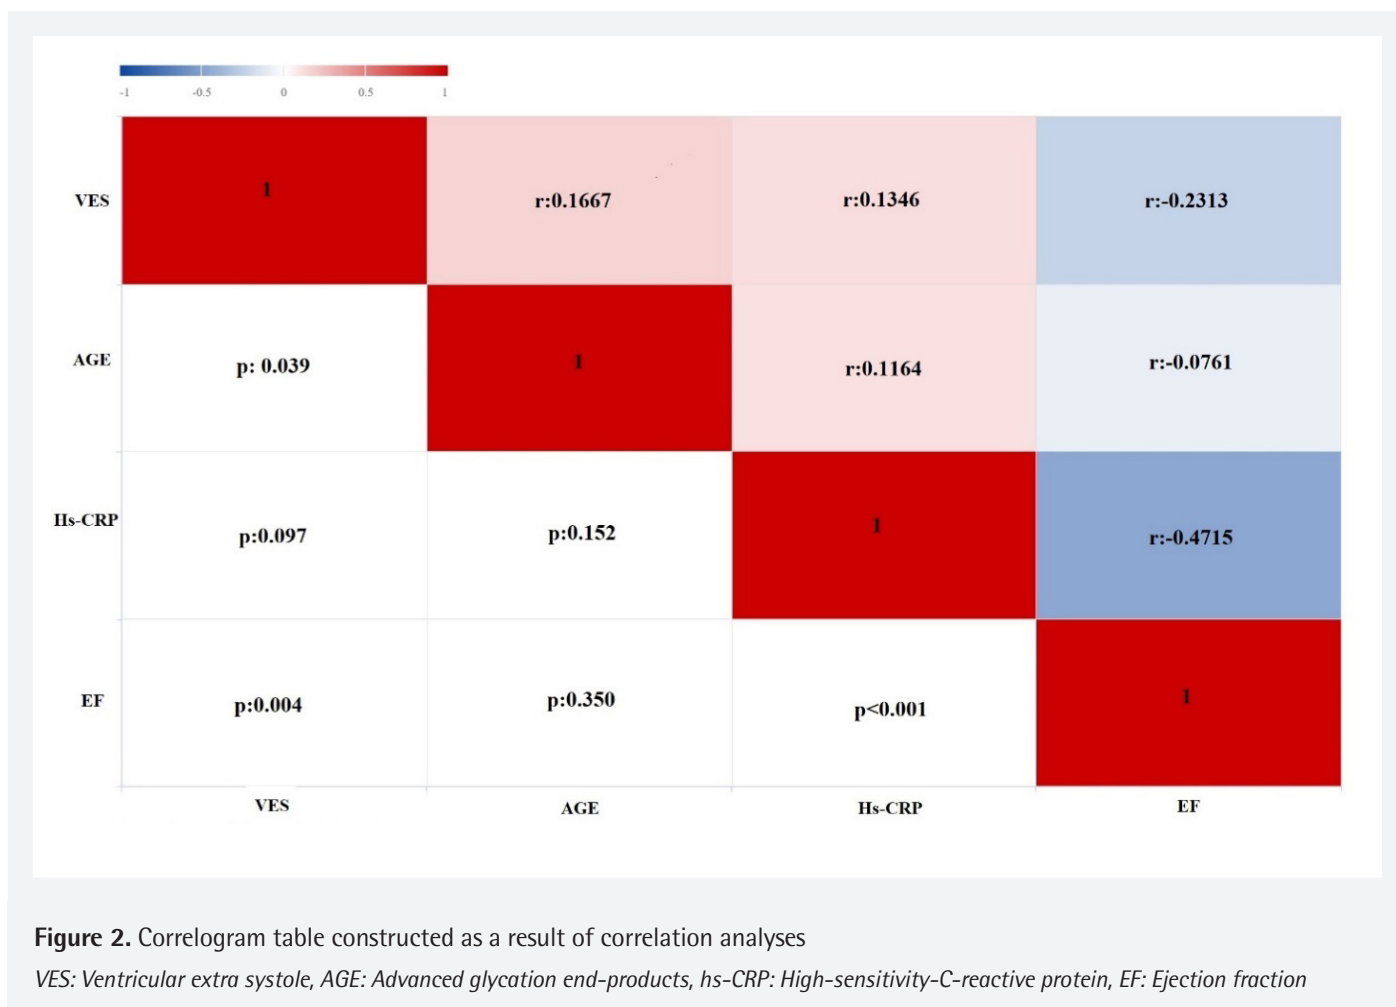 -1 -0.5 0 0.5 1
VES 1 r:0.1667 r:0.1346 r:-0.2313
AGE p: 0.039 1 r:0.1164 r:-0.0761
Hs-CRP p:0.097 p:0.152 1 r:-0.4715
EF p:0.004 p:0.350 p<0.001 1
VES AGE Hs-CRP EF
Figure 2. Correlogram table constructed as a result of correlation analyses
VES: Ventricular extra systole, AGE: Advanced glycation end-products, hs-CRP: High-sensitivity-C-reactive protein, EF: Ejection fraction